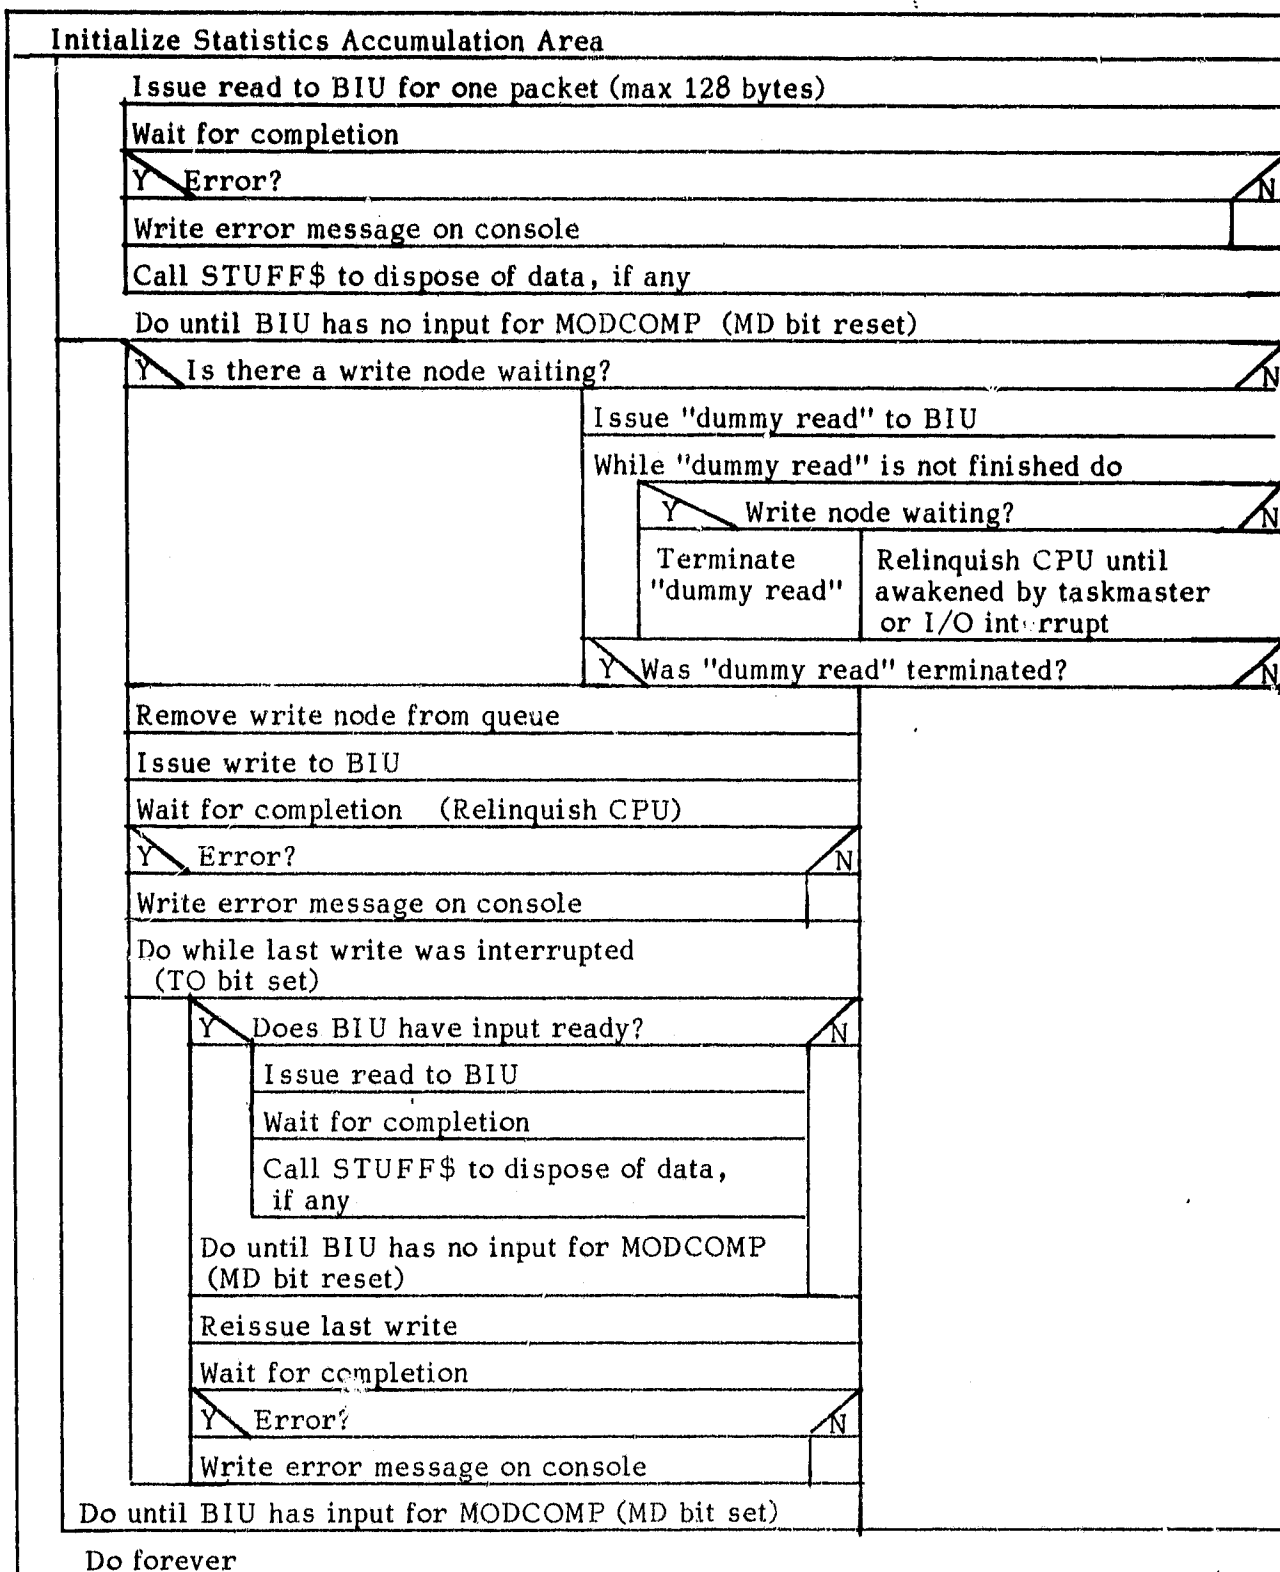 Initialize Statistics Accumulation Area
Issue read to BIU for one packet (max 128 bytes)
Wait for completion
Y Error? N
Write error message on console
Call STUFF$ to dispose of data, if any
Do until BIU has no input for MODCOMP (MD bit reset)
Y Is there a write node waiting? N
Issue "dummy read" to BIU
While "dummy read" is not finished do
Y Write node waiting? N
Terminate
"dummy read"
Relinquish CPU until
awakened by taskmaster
or I/O int rrupt
Y Was "dummy read" terminated? N
Remove write node from queue
Issue write to BIU
Wait for completion (Relinquish CPU)
Y Error? N
Write error message on console
Do while last write was interrupted
(TO bit set)
Y Does BIU have input ready? N
Issue read to BIU
Wait for completion
Call STUFF$ to dispose of data,
if any
Do until BIU has no input for MODCOMP
(MD bit reset)
Reissue last write
Wait for completion
Y Error? N
Write error message on console
Do until BIU has input for MODCOMP (MD bit set)
Do forever